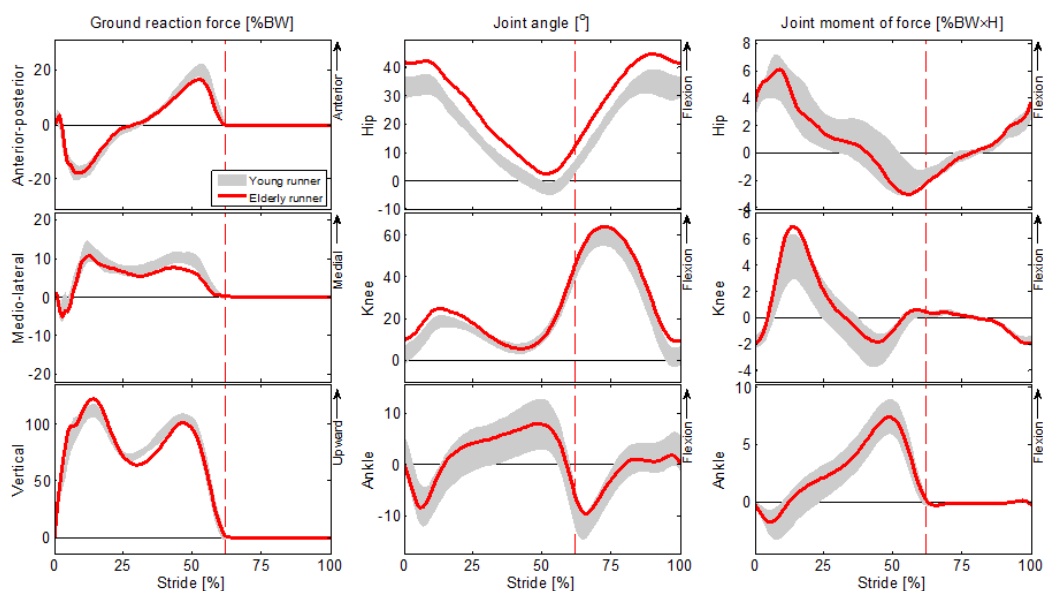 Ground reaction force [%BW]
Joint angle [°]
Joint moment of force [%BW×H]
Anterior-posterior
20
0
-20
Anterior
Young runner
Elderly runner
Hip
40
30
20
10
0
-10
Flexion
Hip
6
4
2
0
-2
4
Flexion
Medio-lateral
20
10
0
-10
-20
Medial
Knee
60
40
20
0
Flexion
Knee
8
6
4
2
0
-2
-4
Flexion
Vertical
100
50
0
Upward
Ankle
10
0
-10
Flexion
Ankle
10
5
0
Flexion
0 25 50 75 100
Stride [%]
0 25 50 75 100
Stride [%]
0 25 50 75 100
Stride [%]